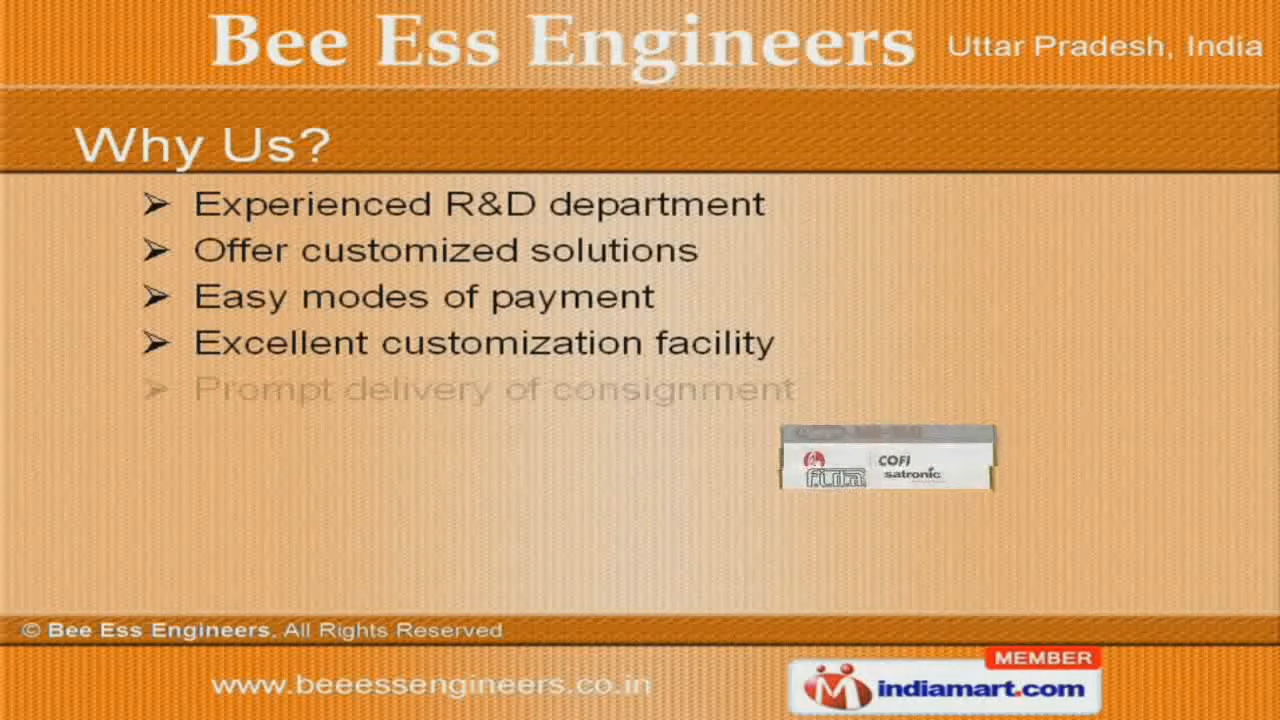 Bee Ess Engineers
Uttar Pradesh, India
Why Us?
➢ Experienced R&D department
➢ Offer customized solutions
➢ Easy modes of payment
➢ Excellent customization facility
➢ Prompt delivery of consignment
f.i.d.a
COFI
satronic
© Bee Ess Engineers. All Rights Reserved
www.beeessengineers.co.in
MEMBER
indiamart.com